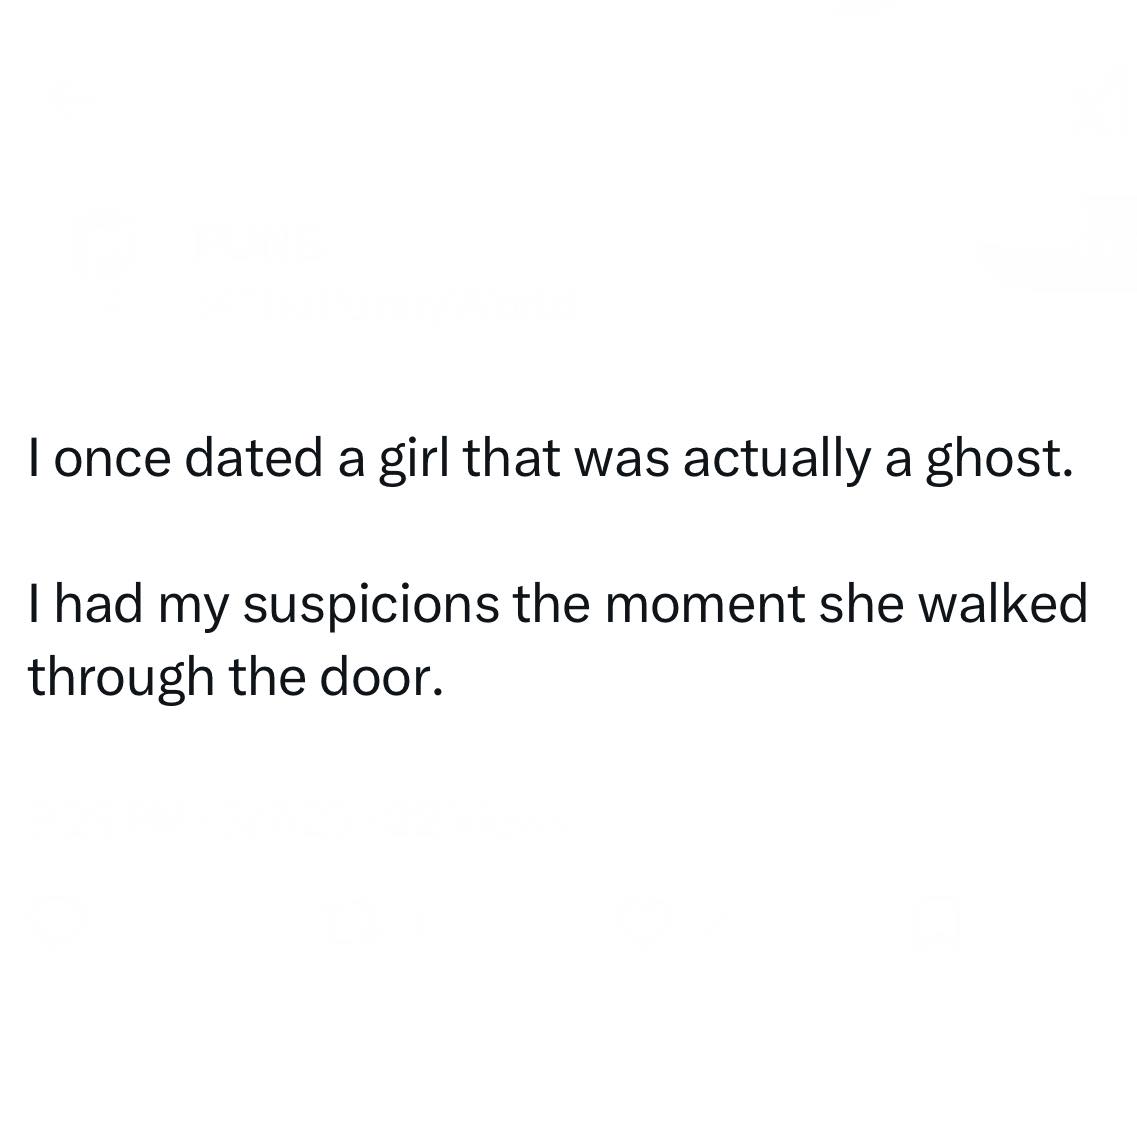 I once dated a girl that was actually a ghost.
I had my suspicions the moment she walked
through the door.